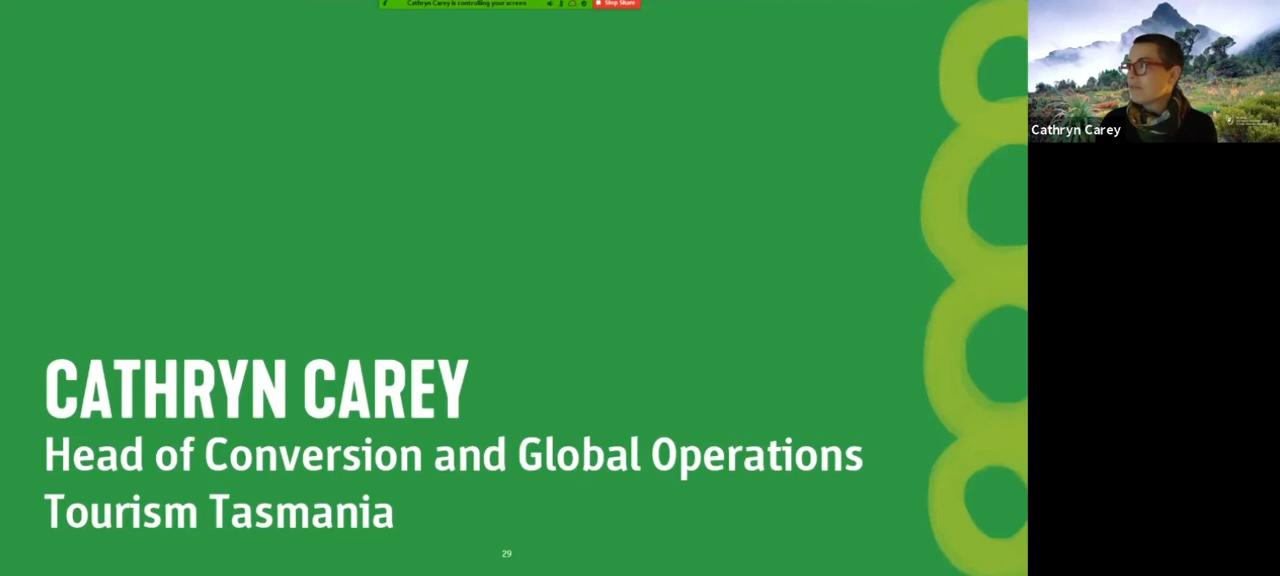 Cathryn Carey is controlling your screen
Stop Share
Cathryn Carey
CATHRYN CAREY
Head of Conversion and Global Operations
Tourism Tasmania
29